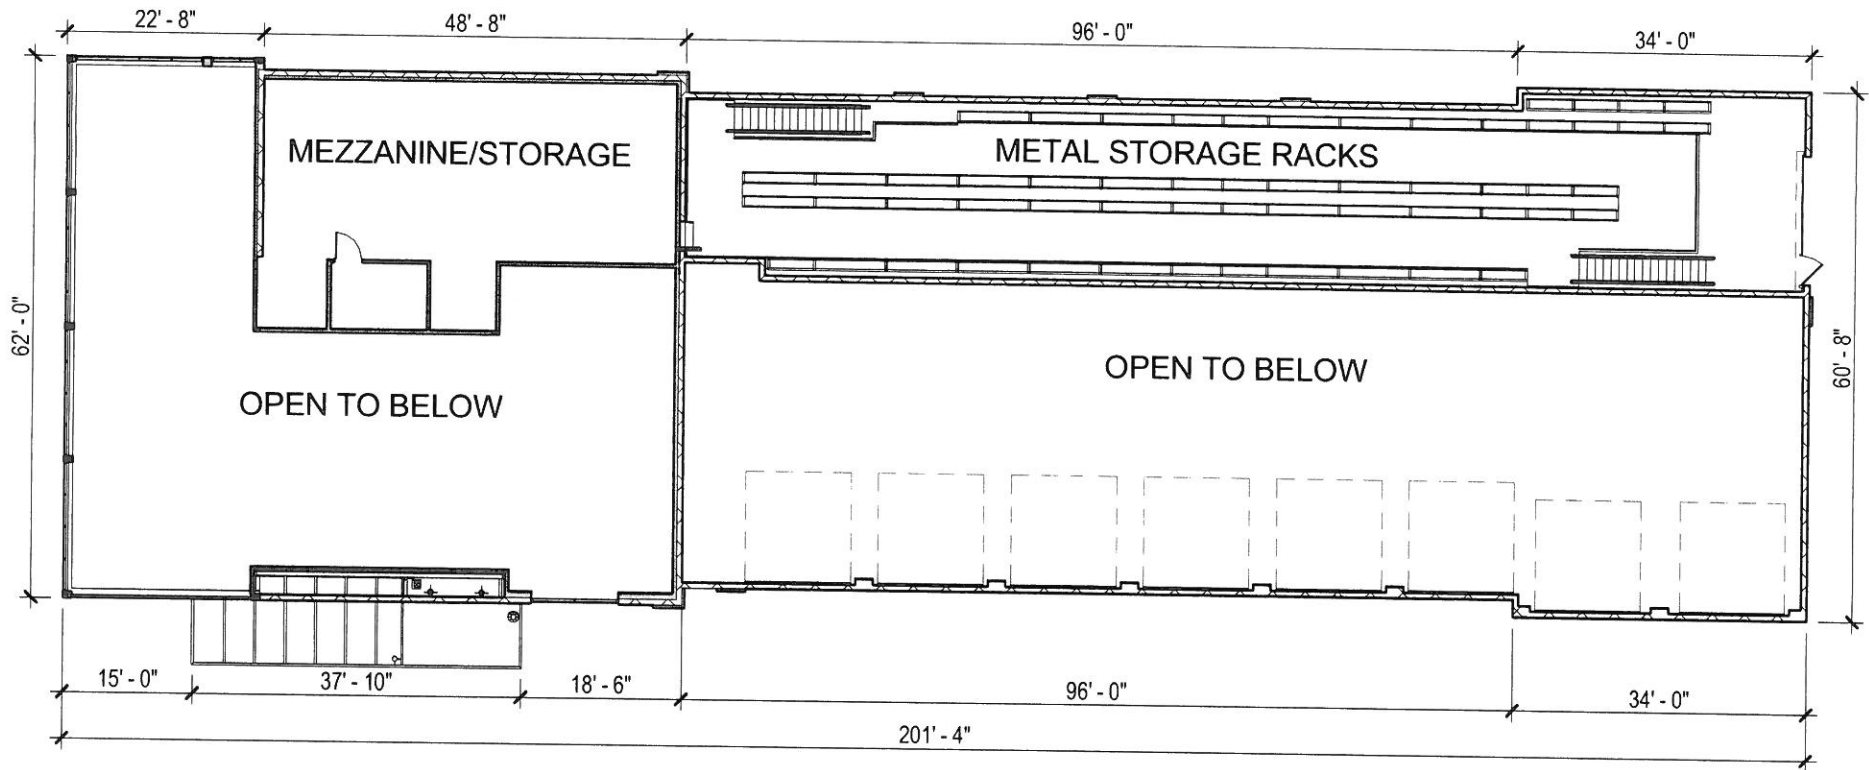 22' - 8"
48' - 8"
96' - 0"
34' - 0"
MEZZANINE/STORAGE
METAL STORAGE RACKS
62' - 0"
60' - 8"
OPEN TO BELOW
OPEN TO BELOW
15' - 0"
37' - 10"
18' - 6"
96' - 0"
34' - 0"
201' - 4"